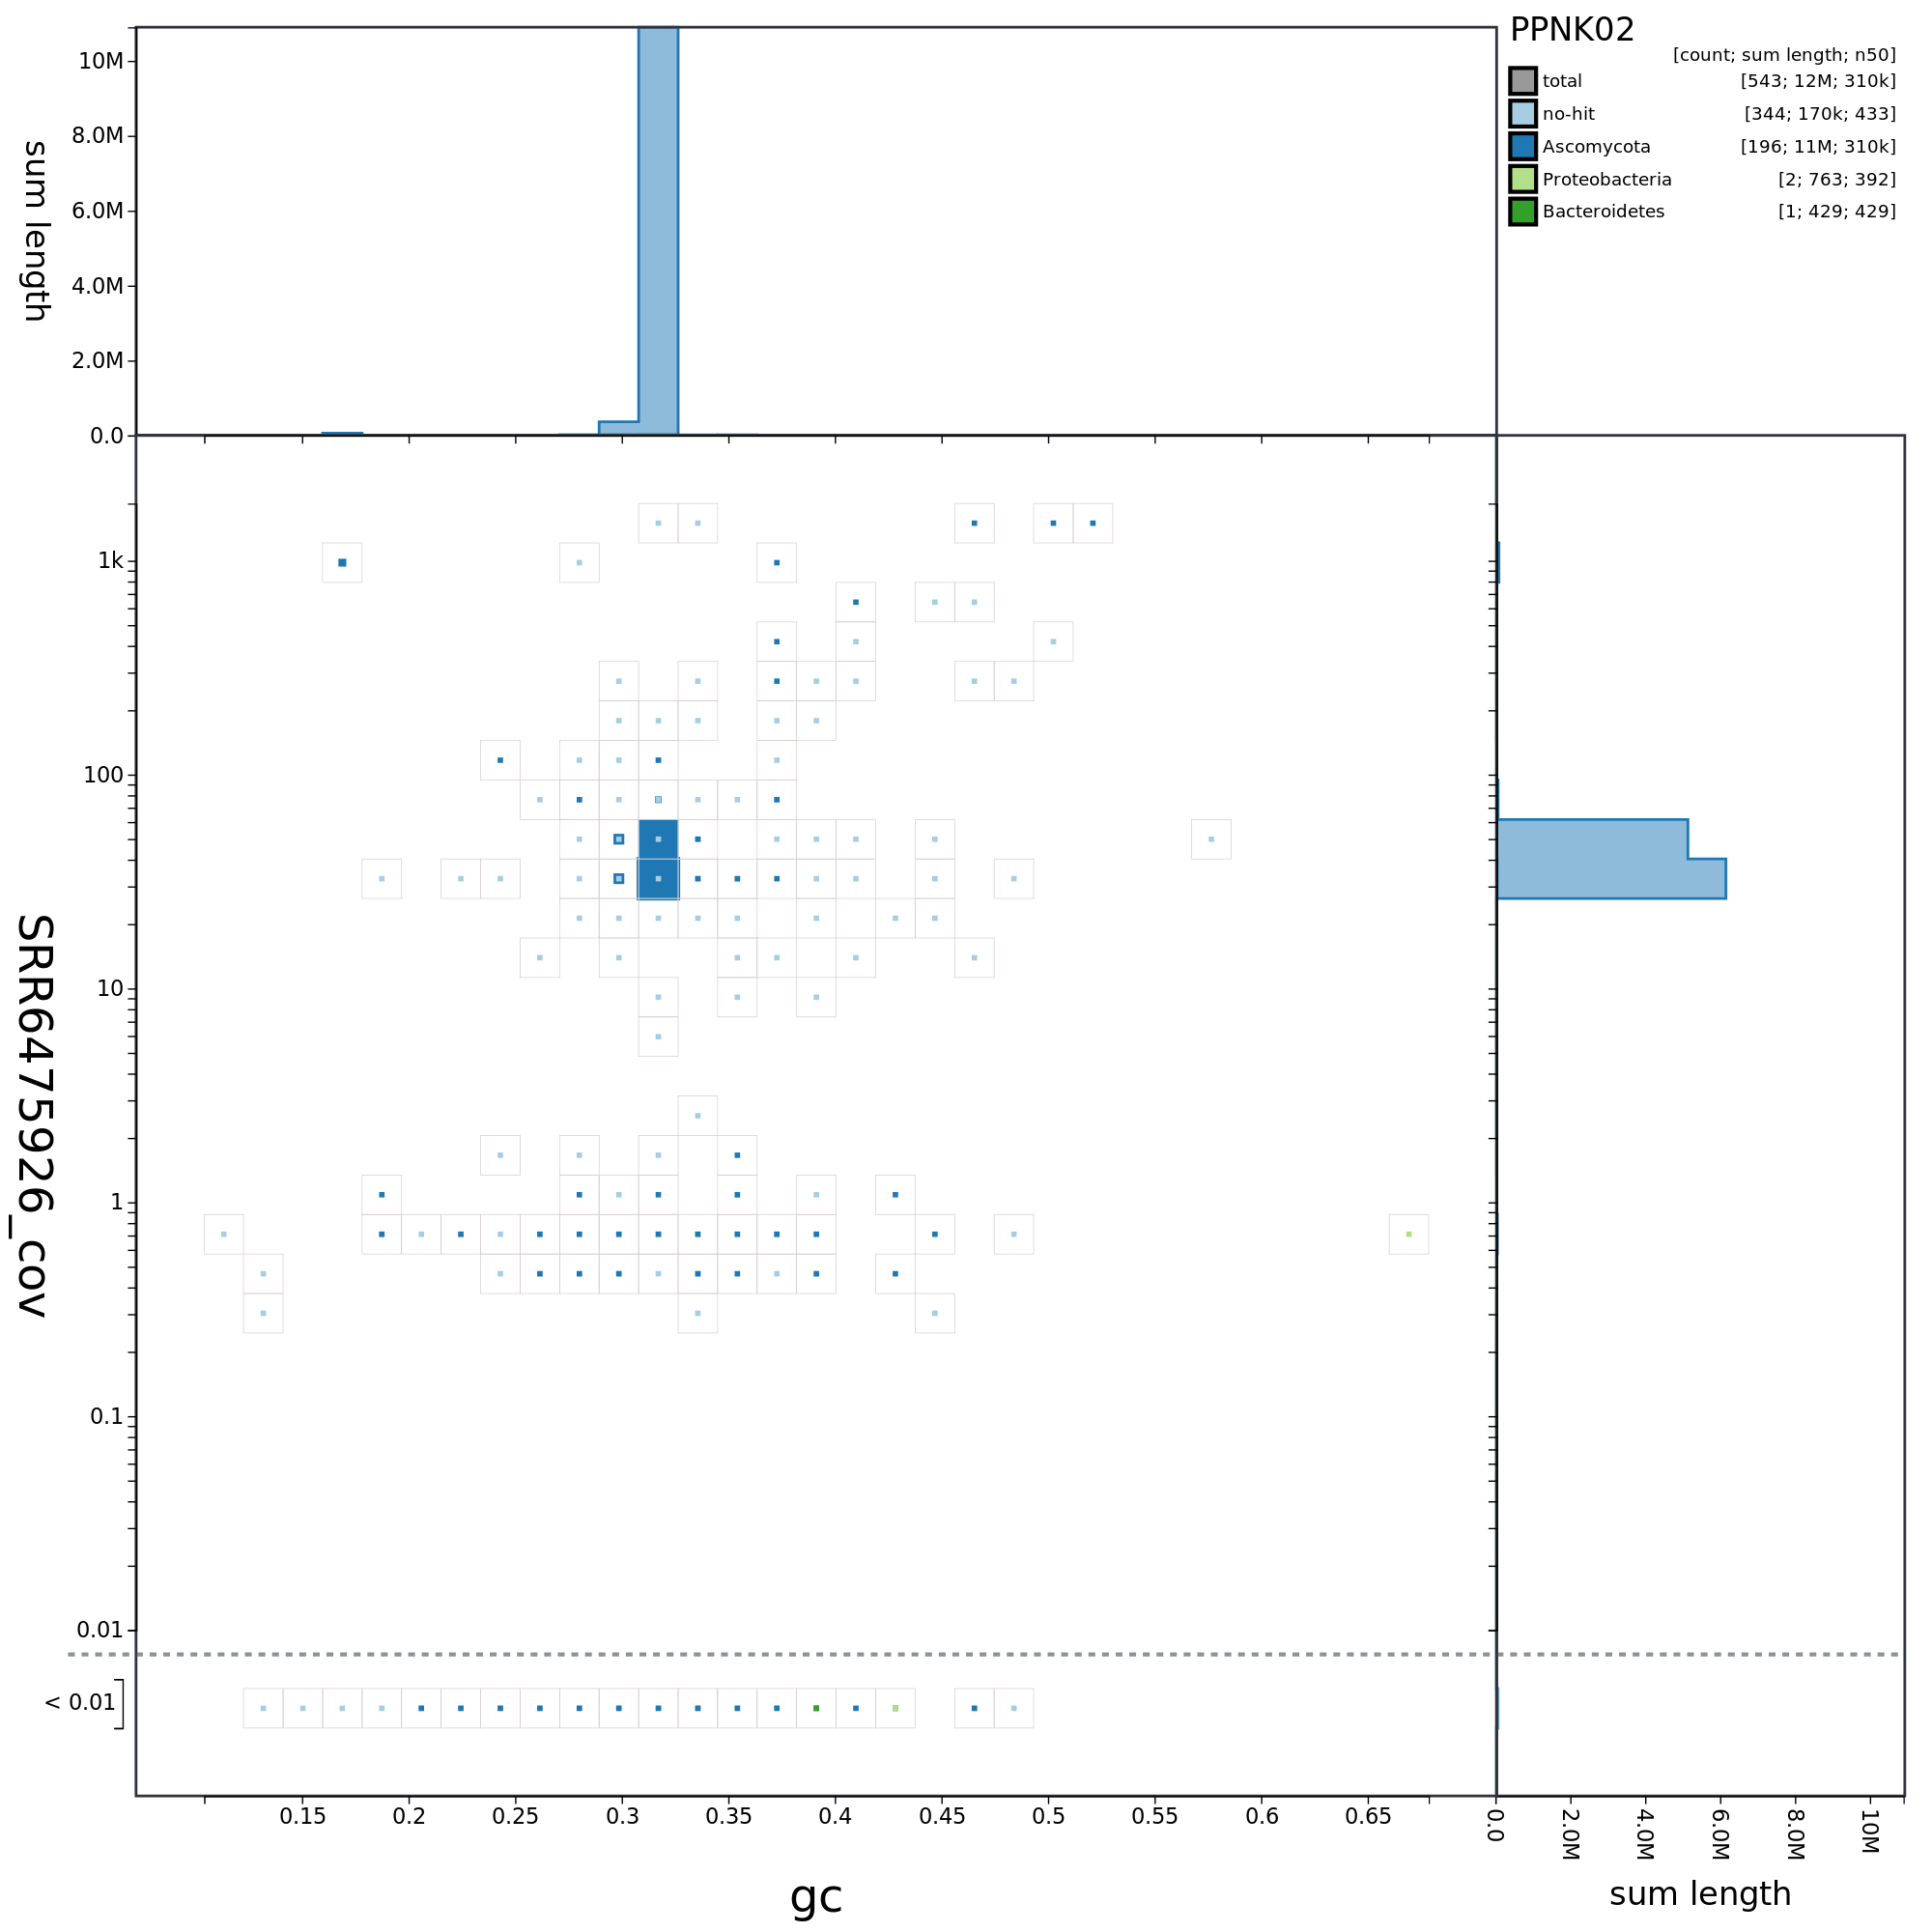 PPNK02
[count; sum length; n50]
total [543; 12M; 310k]
no-hit [344; 170k; 433]
Ascomycota [196; 11M; 310k]
Proteobacteria [2; 763; 392]
Bacteroidetes [1; 429; 429]
sum length
10M
8.0M
6.0M
4.0M
2.0M
0.0
SRR6475926_cov
1k
100
10
1
0.1
0.01
< 0.01
0.15 0.2 0.25 0.3 0.35 0.4 0.45 0.5 0.55 0.6 0.65
gc
0.0 2.0M 4.0M 6.0M 8.0M 10M
sum length